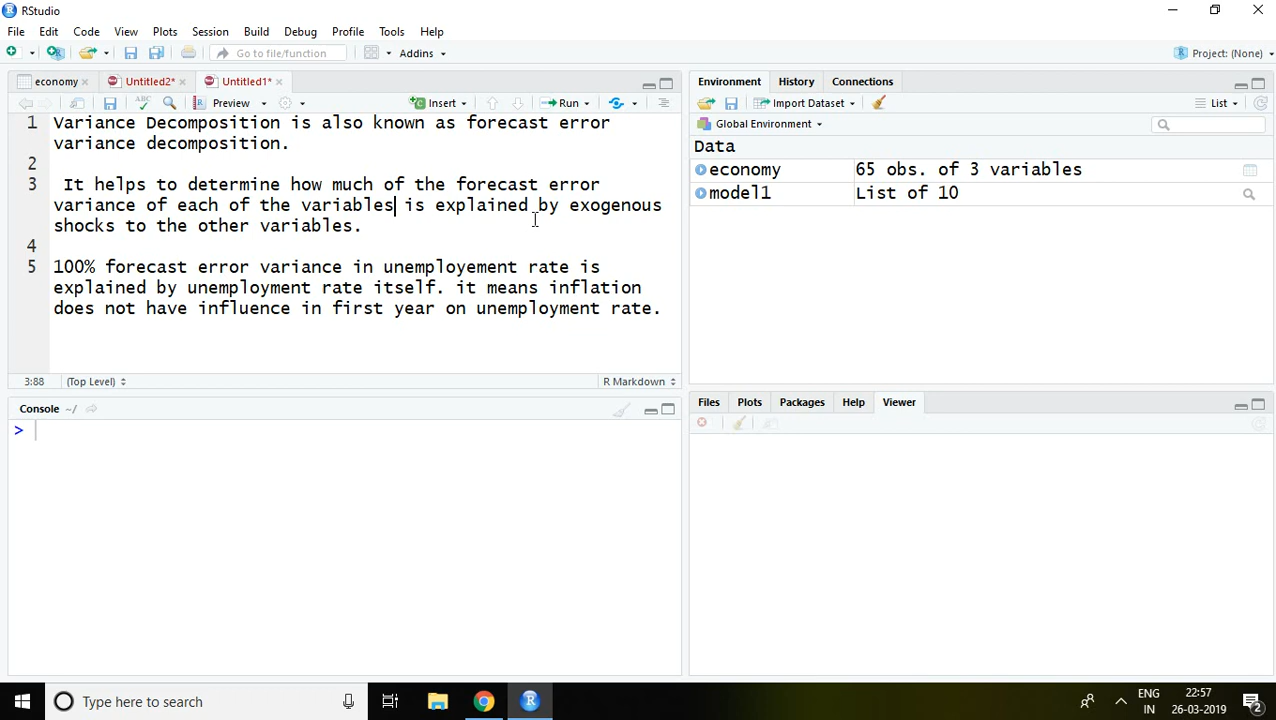 RStudio
File Edit Code View Plots Session Build Debug Profile Tools Help
Go to file/function Addins Project: (None)
economy Untitled2* Untitled1*
ABC Preview Insert Run
1 Variance Decomposition is also known as forecast error
variance decomposition.
2
3 It helps to determine how much of the forecast error
variance of each of the variables is explained by exogenous
shocks to the other variables.
4
5 100% forecast error variance in unemployement rate is
explained by unemployment rate itself. it means inflation
does not have influence in first year on unemployment rate.
3:88 (Top Level) R Markdown
Console ~/
>
Environment History Connections
Import Dataset List
Global Environment
Data
economy 65 obs. of 3 variables
model1 List of 10
Files Plots Packages Help Viewer
Type here to search
ENG 22:57
IN 26-03-2019 2